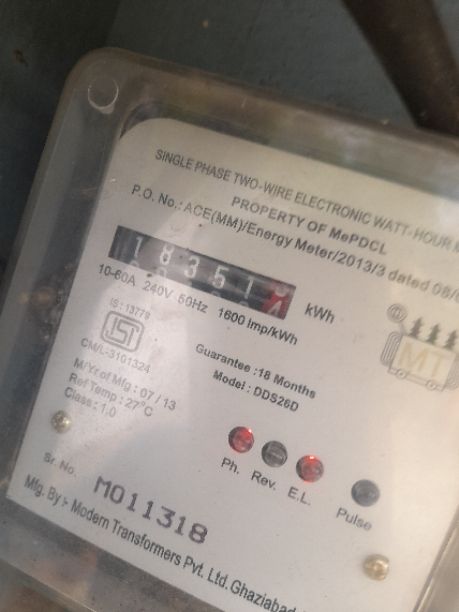 SINGLE PHASE TWO-WIRE ELECTRONIC WATT-HOUR
PROPERTY OF MePDCL
P.O. No.: ACE(MM)/Energy Meter/2013/3 dated
18351 kWh
10-60A 240V 50Hz 1600 imp/kWh
IS : 13779
ISI
CM/L-3101324
M/Yr of Mfg : 07 / 13
Ref Temp : 27°C
Class : 1.0
Guarantee : 18 Months
Model : DDS26D
MT
Ph. Rev. E.L. Pulse
Sr. No. M011318
Mfg. By :- Modern Transformers Pvt. Ltd. Ghaziabad